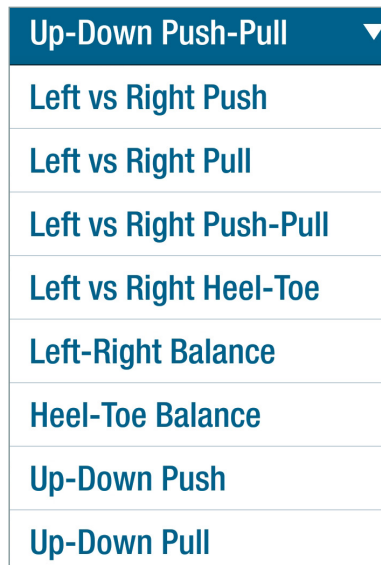 Up-Down Push-Pull
Left vs Right Push
Left vs Right Pull
Left vs Right Push-Pull
Left vs Right Heel-Toe
Left-Right Balance
Heel-Toe Balance
Up-Down Push
Up-Down Pull